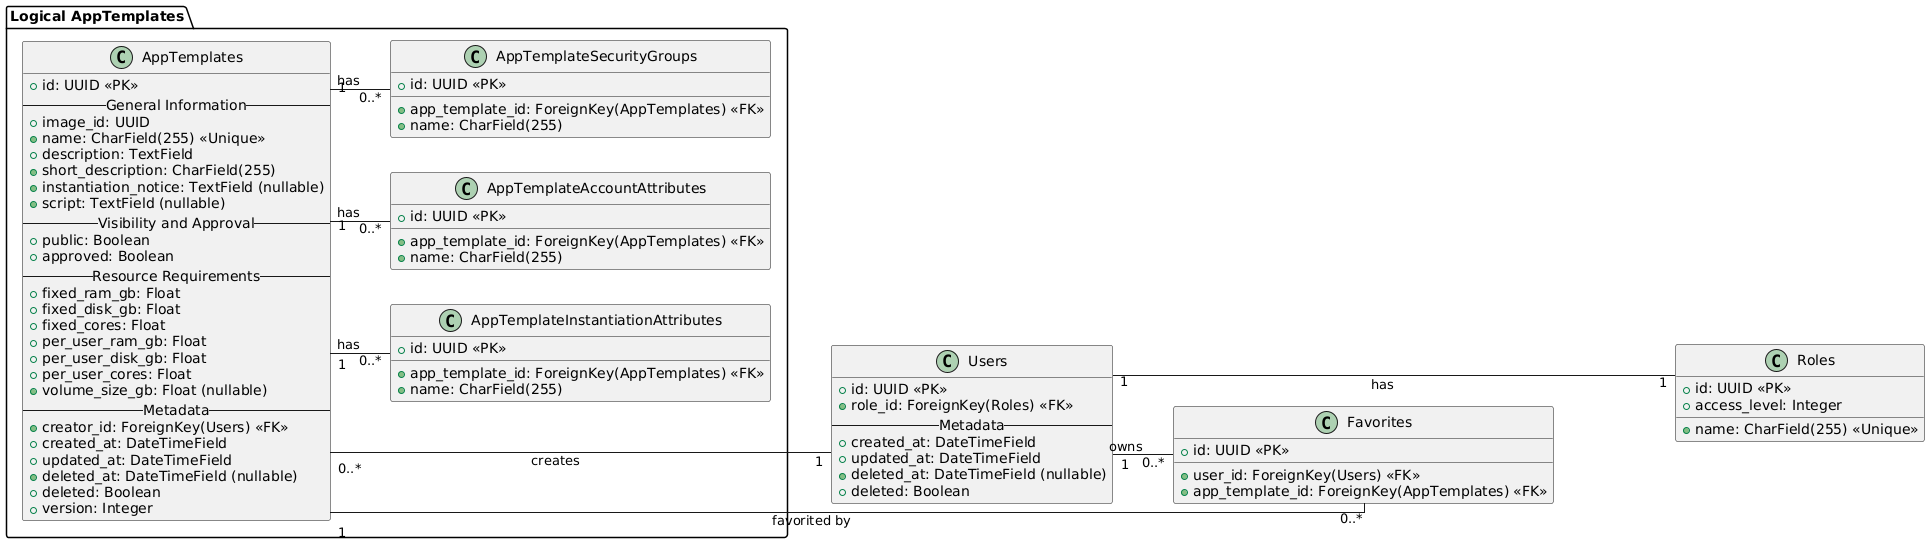 Logical AppTemplates
C AppTemplates
id: UUID «PK»
General Information
image_id: UUID
name: CharField(255) «Unique»
description: TextField
short_description: CharField(255)
instantiation_notice: TextField (nullable)
script: TextField (nullable)
Visibility and Approval
public: Boolean
approved: Boolean
Resource Requirements
fixed_ram_gb: Float
fixed_disk_gb: Float
fixed_cores: Float
per_user_ram_gb: Float
per_user_disk_gb: Float
per_user_cores: Float
volume_size_gb: Float (nullable)
Metadata
creator_id: ForeignKey(Users) «FK»
created_at: DateTimeField
updated_at: DateTimeField
deleted_at: DateTimeField (nullable)
deleted: Boolean
version: Integer
has
1
0..*
C AppTemplateSecurityGroups
id: UUID «PK»
app_template_id: ForeignKey(AppTemplates) «FK»
name: CharField(255)
has
1
0..*
C AppTemplateAccountAttributes
id: UUID «PK»
app_template_id: ForeignKey(AppTemplates) «FK»
name: CharField(255)
has
1
0..*
C AppTemplateInstantiationAttributes
id: UUID «PK»
app_template_id: ForeignKey(AppTemplates) «FK»
name: CharField(255)
0..*
creates
1
1
favorited by
0..*
C Users
id: UUID «PK»
role_id: ForeignKey(Roles) «FK»
Metadata
created_at: DateTimeField
updated_at: DateTimeField
deleted_at: DateTimeField (nullable)
deleted: Boolean
1
has
1
owns
1
0..*
C Favorites
id: UUID «PK»
user_id: ForeignKey(Users) «FK»
app_template_id: ForeignKey(AppTemplates) «FK»
C Roles
id: UUID «PK»
access_level: Integer
name: CharField(255) «Unique»